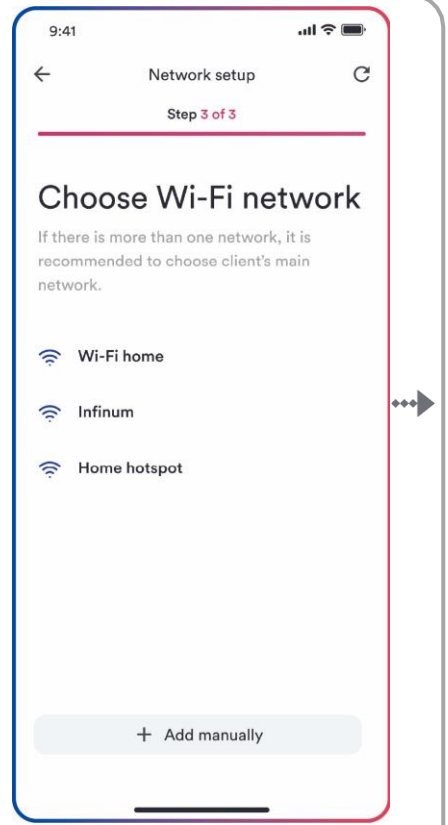 9:41
Network setup
Step 3 of 3
Choose Wi-Fi network
If there is more than one network, it is
recommended to choose client's main
network.
Wi-Fi home
Infinum
Home hotspot
+ Add manually